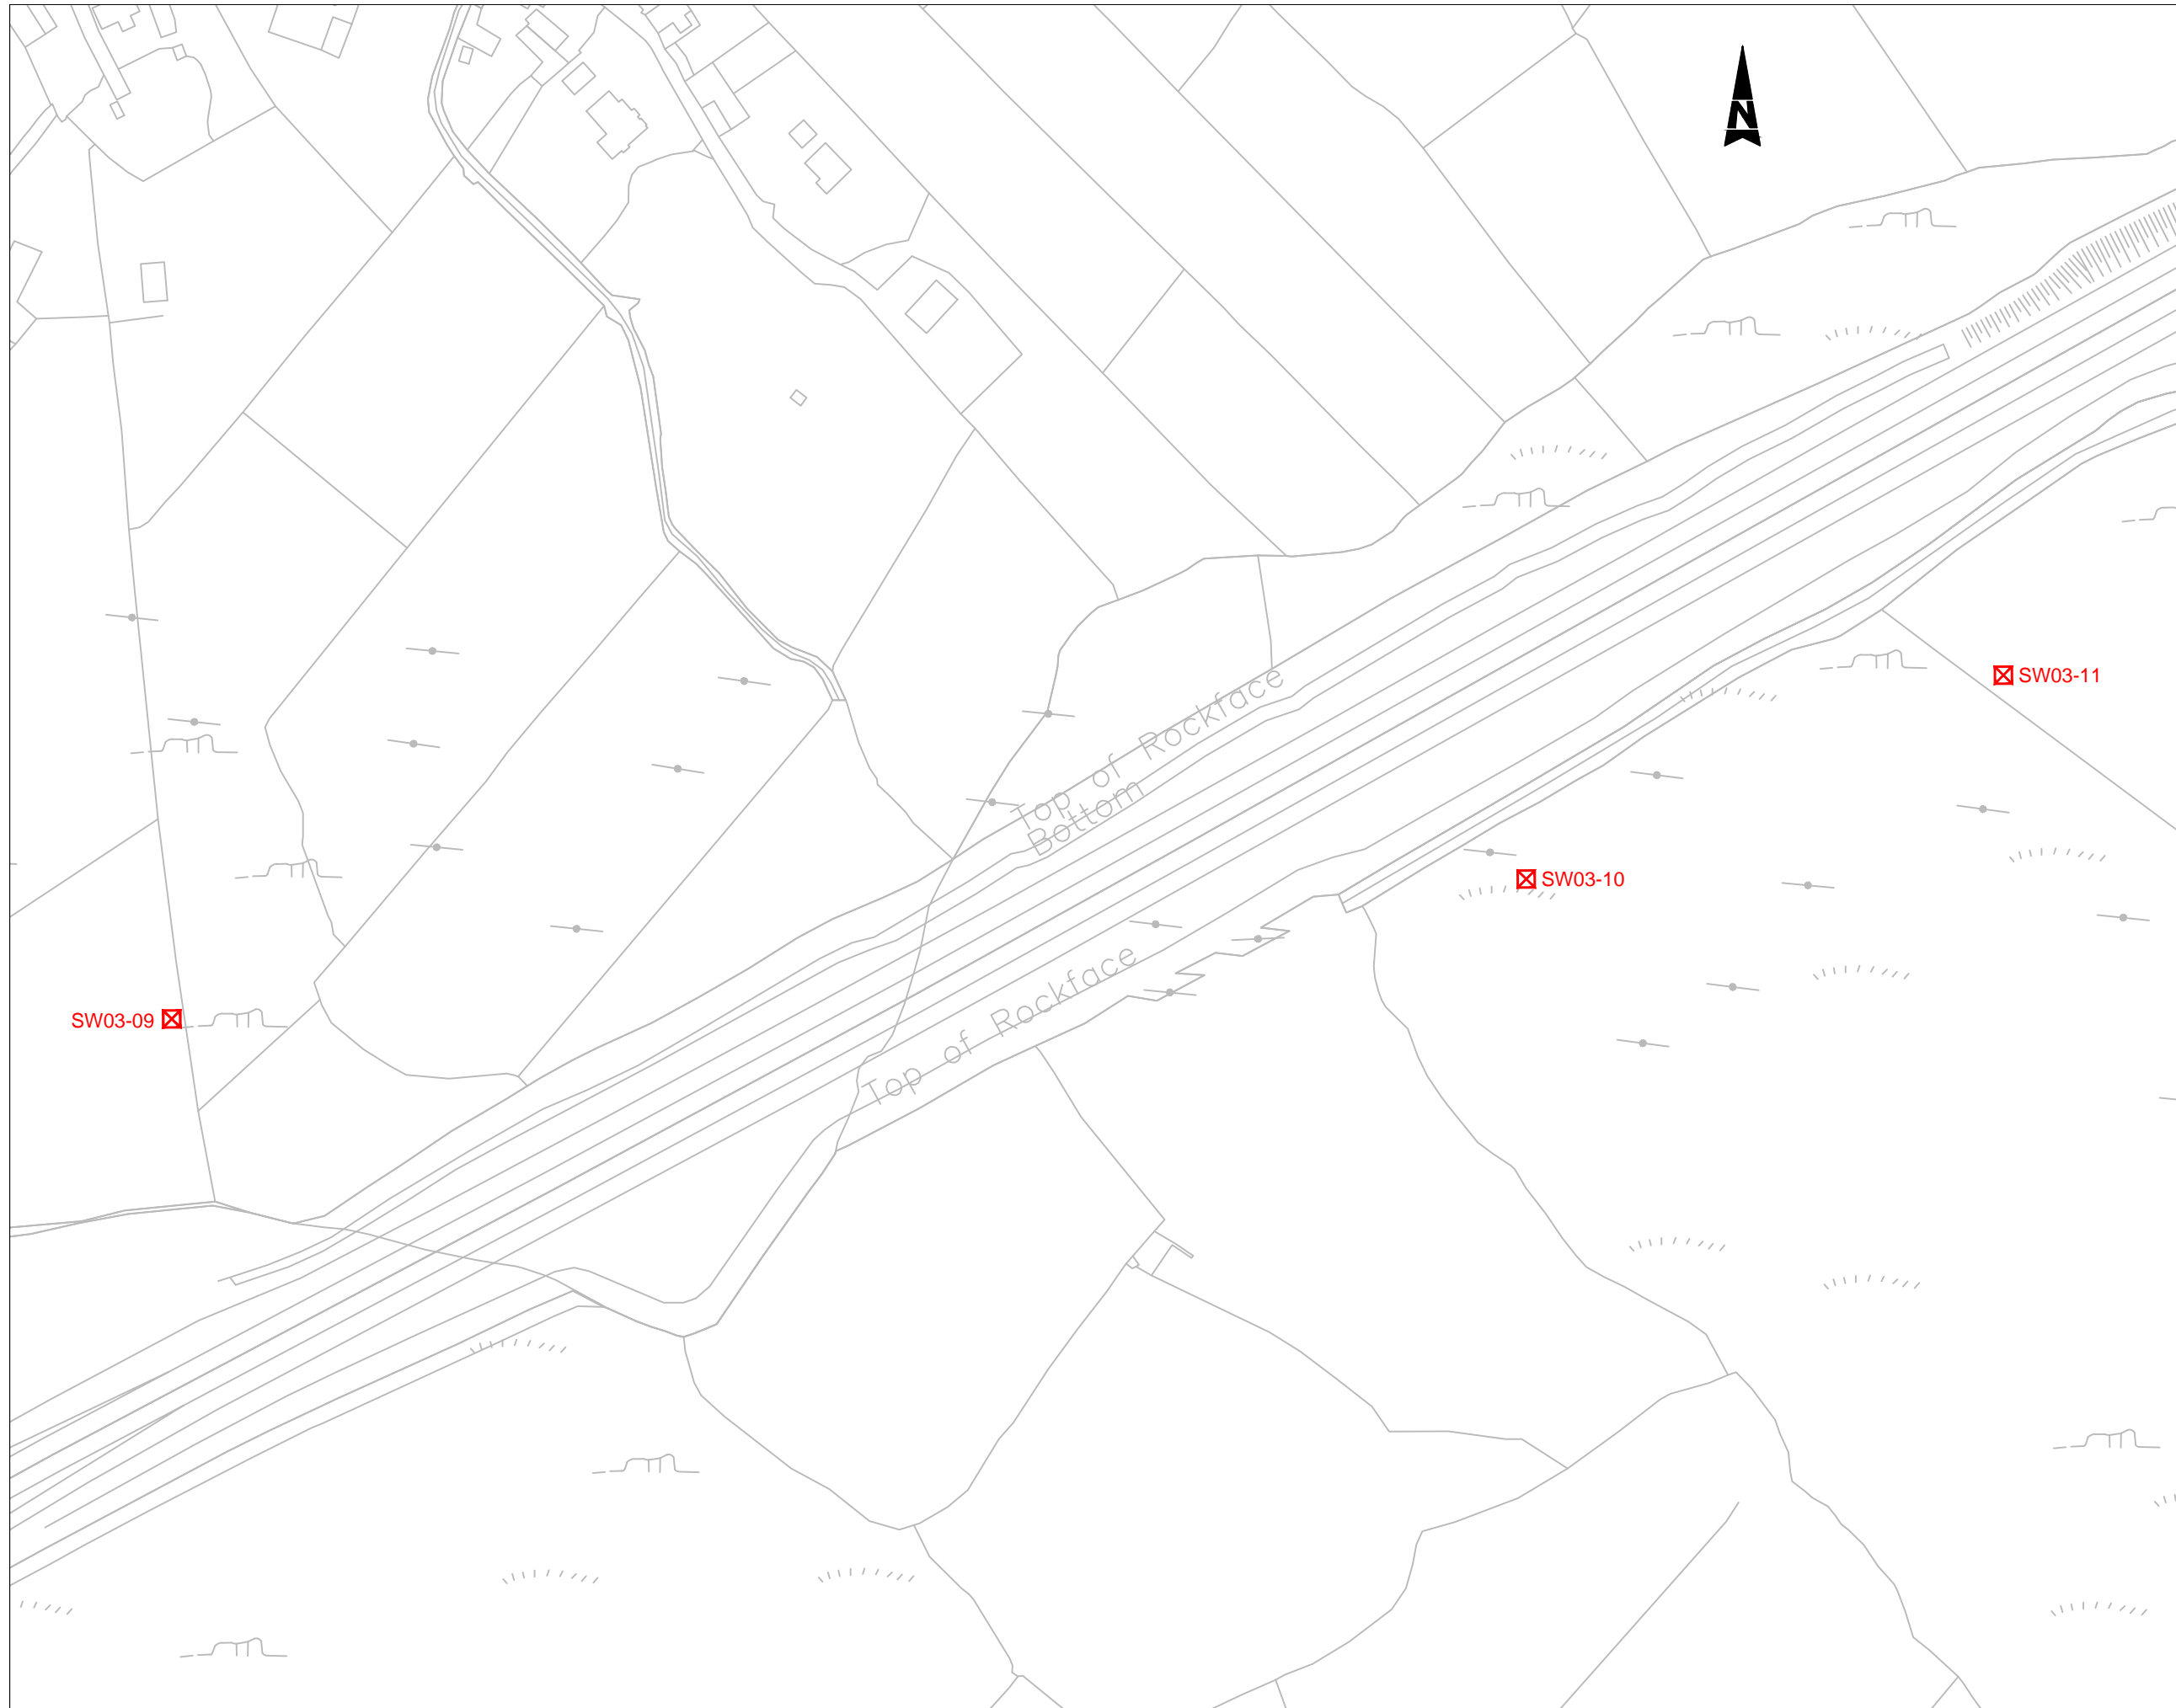 N
SW03-11
Top of Rockface
Bottom
SW03-10
Top of Rockface
SW03-09